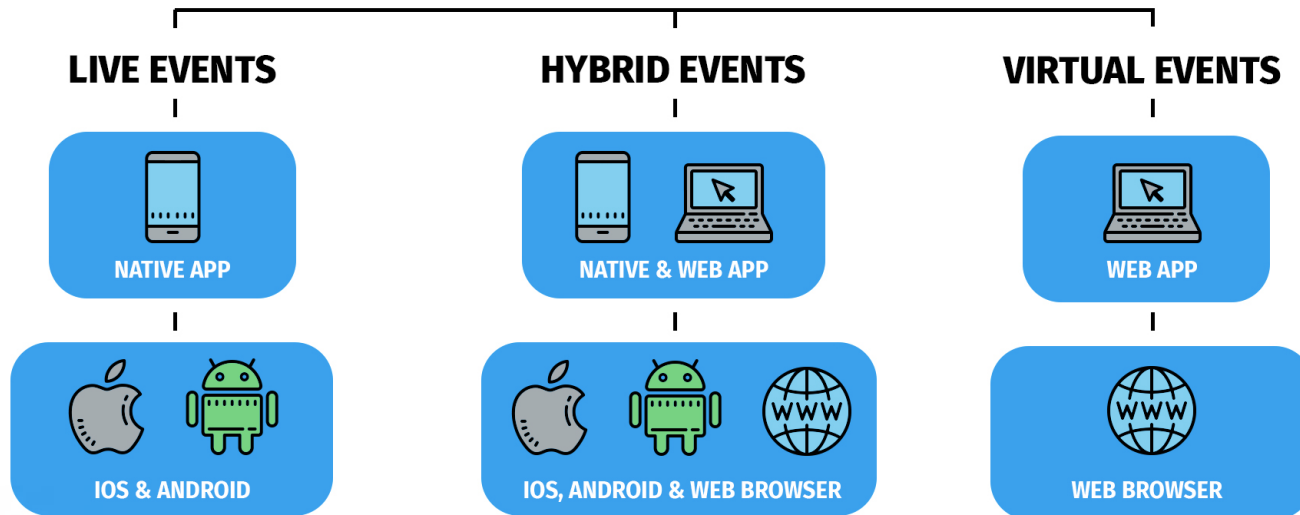 LIVE EVENTS
HYBRID EVENTS
VIRTUAL EVENTS
NATIVE APP
NATIVE & WEB APP
WEB APP
WWW
WWW
IOS & ANDROID
IOS, ANDROID & WEB BROWSER
WEB BROWSER